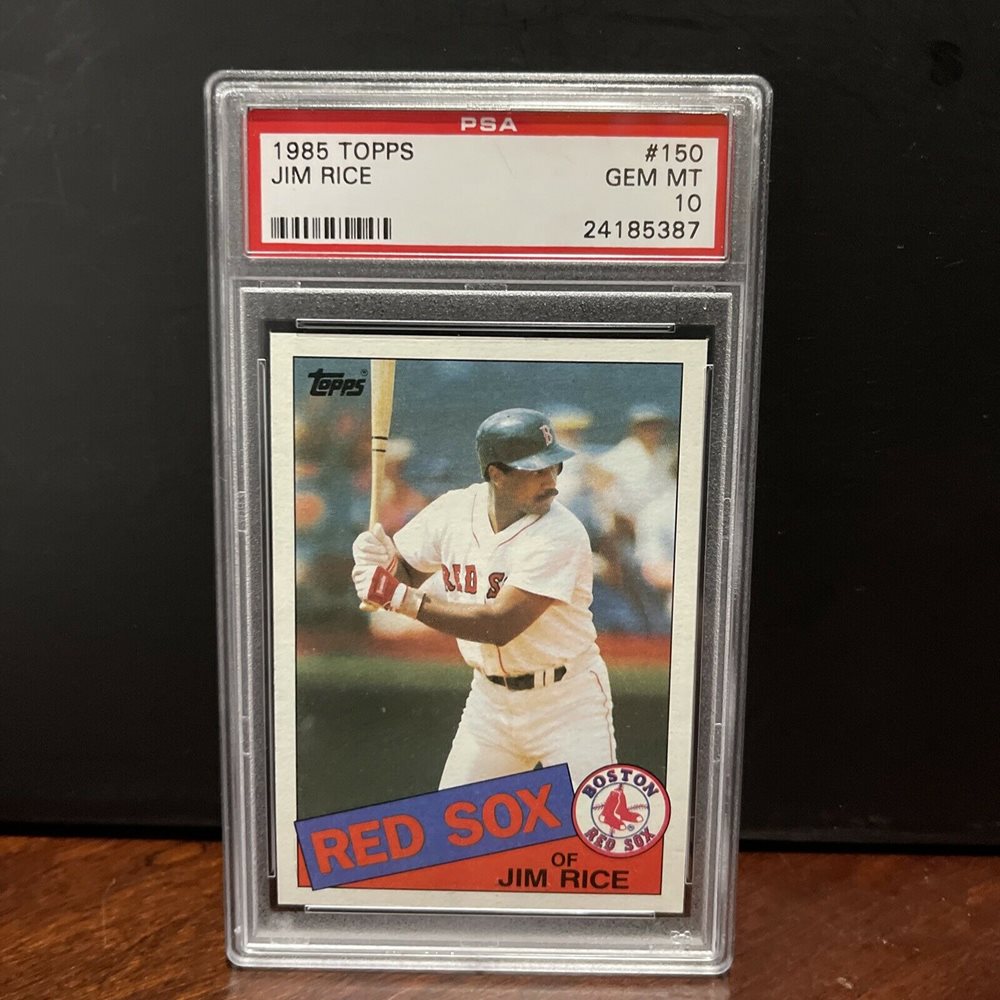 PSA
1985 TOPPS #150
JIM RICE GEM MT
10
24185387
Topps®
B
RED S
RED SOX
BOSTON
RED SOX
OF
JIM RICE